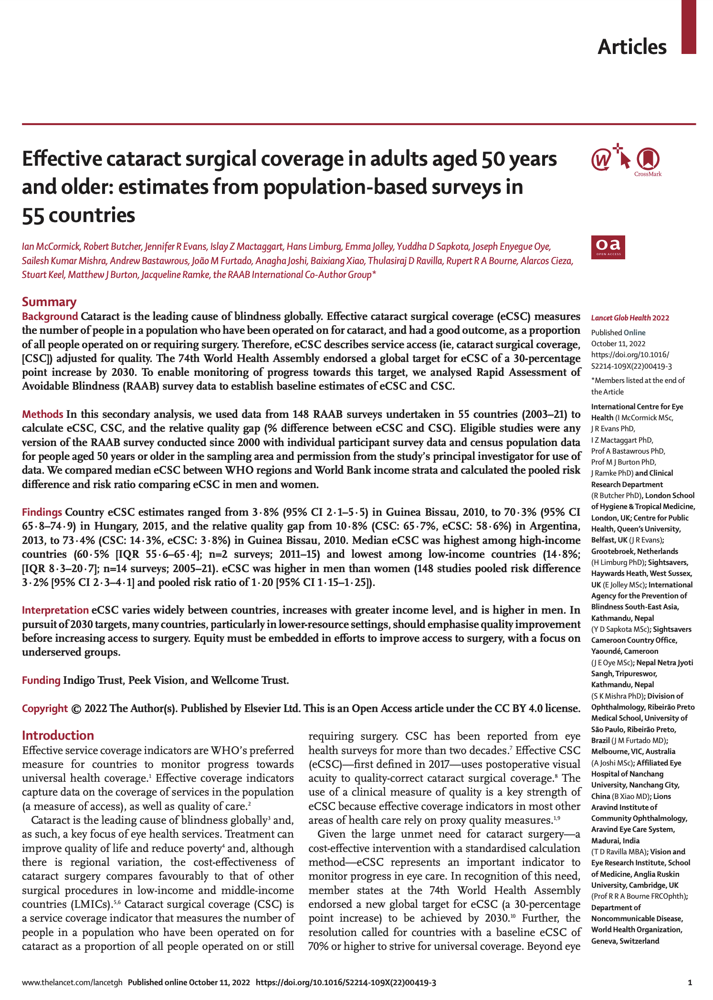 Articles
Effective cataract surgical coverage in adults aged 50 years
and older: estimates from population-based surveys in
55 countries
W
CrossMark
Ian McCormick, Robert Butcher, Jennifer R Evans, Islay Z Mactaggart, Hans Limburg, Emma Jolley, Yuddha D Sapkota, Joseph Enyegue Oye,
Sailesh Kumar Mishra, Andrew Bastawrous, João M Furtado, Anagha Joshi, Baixiang Xiao, Thulasiraj D Ravilla, Rupert R A Bourne, Alarcos Cieza,
Stuart Keel, Matthew J Burton, Jacqueline Ramke, the RAAB International Co-Author Group*
oa
OPEN ACCESS
Summary
Background Cataract is the leading cause of blindness globally. Effective cataract surgical coverage (eCSC) measures
the number of people in a population who have been operated on for cataract, and had a good outcome, as a proportion
of all people operated on or requiring surgery. Therefore, eCSC describes service access (ie, cataract surgical coverage,
[CSC]) adjusted for quality. The 74th World Health Assembly endorsed a global target for eCSC of a 30-percentage
point increase by 2030. To enable monitoring of progress towards this target, we analysed Rapid Assessment of
Avoidable Blindness (RAAB) survey data to establish baseline estimates of eCSC and CSC.
Methods In this secondary analysis, we used data from 148 RAAB surveys undertaken in 55 countries (2003–21) to
calculate eCSC, CSC, and the relative quality gap (% difference between eCSC and CSC). Eligible studies were any
version of the RAAB survey conducted since 2000 with individual participant survey data and census population data
for people aged 50 years or older in the sampling area and permission from the study’s principal investigator for use of
data. We compared median eCSC between WHO regions and World Bank income strata and calculated the pooled risk
difference and risk ratio comparing eCSC in men and women.
Findings Country eCSC estimates ranged from 3·8% (95% CI 2·1–5·5) in Guinea Bissau, 2010, to 70·3% (95% CI
65·8–74·9) in Hungary, 2015, and the relative quality gap from 10·8% (CSC: 65·7%, eCSC: 58·6%) in Argentina,
2013, to 73·4% (CSC: 14·3%, eCSC: 3·8%) in Guinea Bissau, 2010. Median eCSC was highest among high-income
countries (60·5% [IQR 55·6–65·4]; n=2 surveys; 2011–15) and lowest among low-income countries (14·8%;
[IQR 8·3–20·7]; n=14 surveys; 2005–21). eCSC was higher in men than women (148 studies pooled risk difference
3·2% [95% CI 2·3–4·1] and pooled risk ratio of 1·20 [95% CI 1·15–1·25]).
Interpretation eCSC varies widely between countries, increases with greater income level, and is higher in men. In
pursuit of 2030 targets, many countries, particularly in lower-resource settings, should emphasise quality improvement
before increasing access to surgery. Equity must be embedded in efforts to improve access to surgery, with a focus on
underserved groups.
Funding Indigo Trust, Peek Vision, and Wellcome Trust.
Copyright © 2022 The Author(s). Published by Elsevier Ltd. This is an Open Access article under the CC BY 4.0 license.
Introduction
Effective service coverage indicators are WHO’s preferred
measure for countries to monitor progress towards
universal health coverage.1 Effective coverage indicators
capture data on the coverage of services in the population
(a measure of access), as well as quality of care.2
Cataract is the leading cause of blindness globally3 and,
as such, a key focus of eye health services. Treatment can
improve quality of life and reduce poverty4 and, although
there is regional variation, the cost-effectiveness of
cataract surgery compares favourably to that of other
surgical procedures in low-income and middle-income
countries (LMICs).5,6 Cataract surgical coverage (CSC) is
a service coverage indicator that measures the number of
people in a population who have been operated on for
cataract as a proportion of all people operated on or still
requiring surgery. CSC has been reported from eye
health surveys for more than two decades.7 Effective CSC
(eCSC)—first defined in 2017—uses postoperative visual
acuity to quality-correct cataract surgical coverage.8 The
use of a clinical measure of quality is a key strength of
eCSC because effective coverage indicators in most other
areas of health care rely on proxy quality measures.1,9
Given the large unmet need for cataract surgery—a
cost-effective intervention with a standardised calculation
method—eCSC represents an important indicator to
monitor progress in eye care. In recognition of this need,
member states at the 74th World Health Assembly
endorsed a new global target for eCSC (a 30-percentage
point increase) to be achieved by 2030.10 Further, the
resolution called for countries with a baseline eCSC of
70% or higher to strive for universal coverage. Beyond eye
Lancet Glob Health 2022
Published Online
October 11, 2022
https://doi.org/10.1016/
S2214-109X(22)00419-3
*Members listed at the end of
the Article
International Centre for Eye
Health (I McCormick MSc,
J R Evans PhD,
I Z Mactaggart PhD,
Prof A Bastawrous PhD,
Prof M J Burton PhD,
J Ramke PhD) and Clinical
Research Department
(R Butcher PhD), London School
of Hygiene & Tropical Medicine,
London, UK; Centre for Public
Health, Queen’s University,
Belfast, UK (J R Evans);
Grootebroek, Netherlands
(H Limburg PhD); Sightsavers,
Haywards Heath, West Sussex,
UK (E Jolley MSc); International
Agency for the Prevention of
Blindness South-East Asia,
Kathmandu, Nepal
(Y D Sapkota MSc); Sightsavers
Cameroon Country Office,
Yaoundé, Cameroon
(J E Oye MSc); Nepal Netra Jyoti
Sangh, Tripureswor,
Kathmandu, Nepal
(S K Mishra PhD); Division of
Ophthalmology, Ribeirão Preto
Medical School, University of
São Paulo, Ribeirão Preto,
Brazil (J M Furtado MD);
Melbourne, VIC, Australia
(A Joshi MSc); Affiliated Eye
Hospital of Nanchang
University, Nanchang City,
China (B Xiao MD); Lions
Aravind Institute of
Community Ophthalmology,
Aravind Eye Care System,
Madurai, India
(T D Ravilla MBA); Vision and
Eye Research Institute, School
of Medicine, Anglia Ruskin
University, Cambridge, UK
(Prof R R A Bourne FRCOphth);
Department of
Noncommunicable Disease,
World Health Organization,
Geneva, Switzerland
www.thelancet.com/lancetgh Published online October 11, 2022 https://doi.org/10.1016/S2214-109X(22)00419-3
1